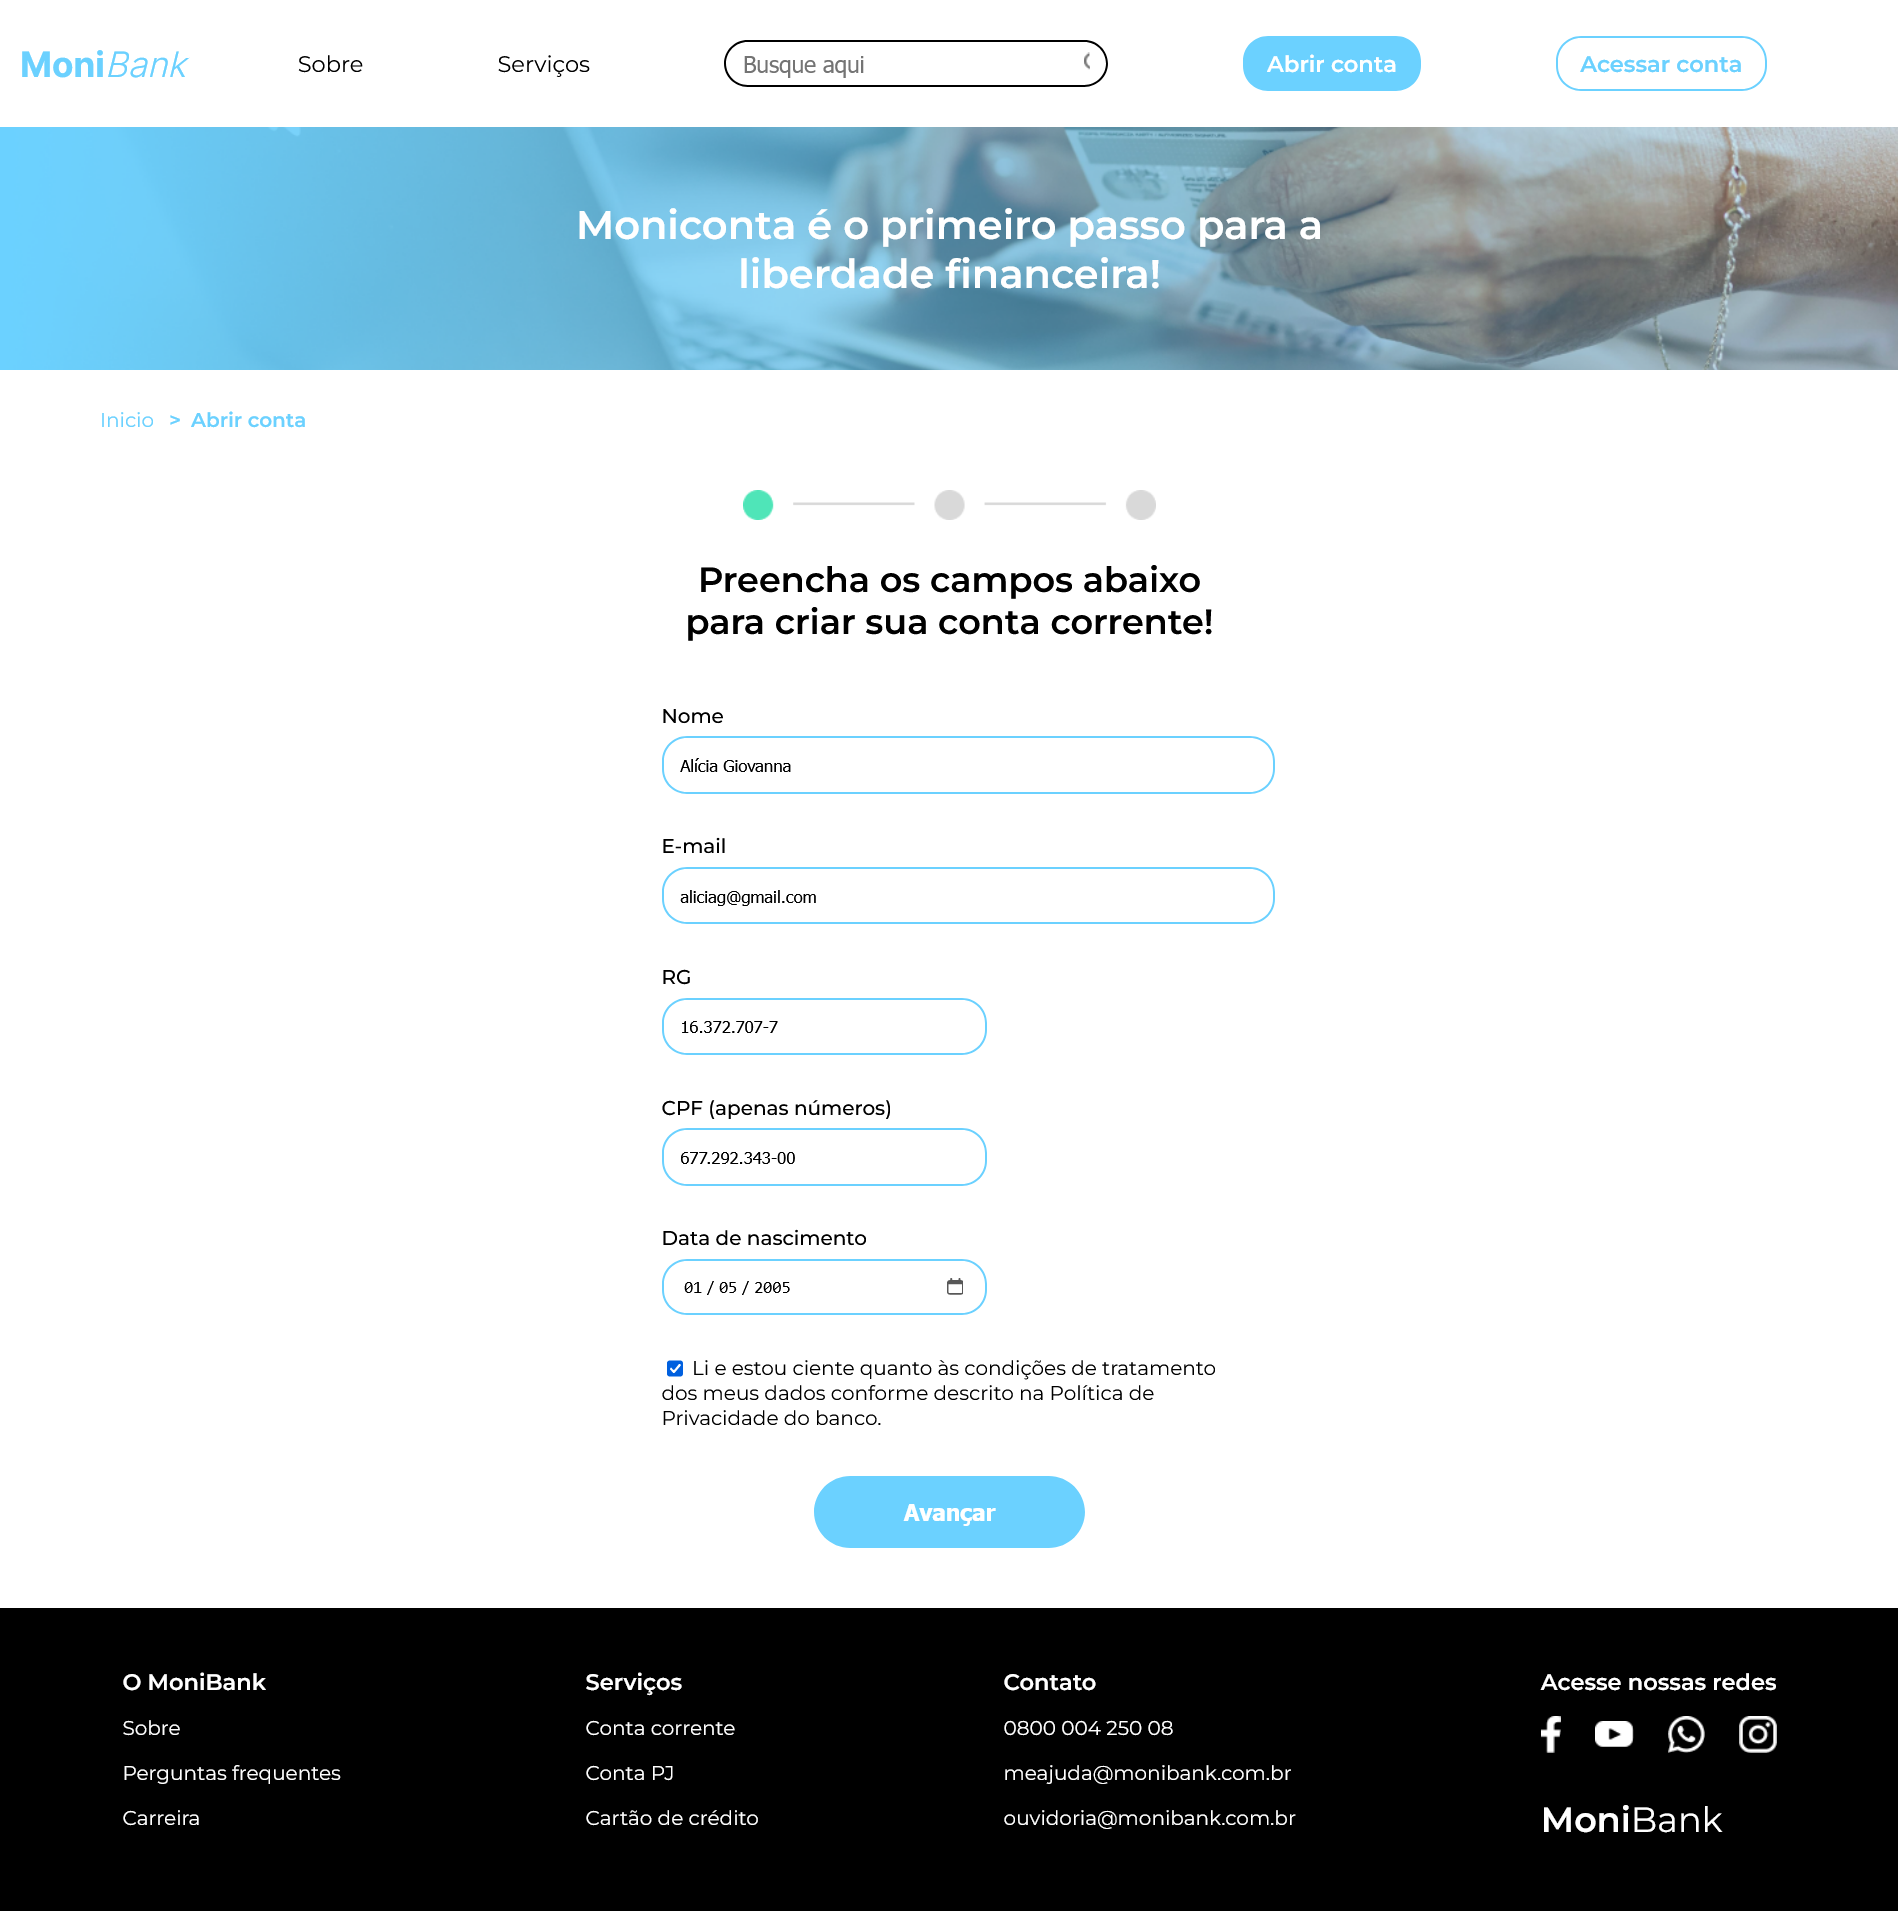 MoniBank
Sobre
Serviços
Busque aqui
Abrir conta
Acessar conta
Moniconta é o primeiro passo para a
liberdade financeira!
Inicio > Abrir conta
Preencha os campos abaixo
para criar sua conta corrente!
Nome
Alícia Giovanna
E-mail
aliciag@gmail.com
RG
16.372.707-7
CPF (apenas números)
677.292.343-00
Data de nascimento
01 / 05 / 2005
Li e estou ciente quanto às condições de tratamento
dos meus dados conforme descrito na Política de
Privacidade do banco.
Avançar
O MoniBank
Sobre
Perguntas frequentes
Carreira
Serviços
Conta corrente
Conta PJ
Cartão de crédito
Contato
0800 004 250 08
meajuda@monibank.com.br
ouvidoria@monibank.com.br
Acesse nossas redes
MoniBank